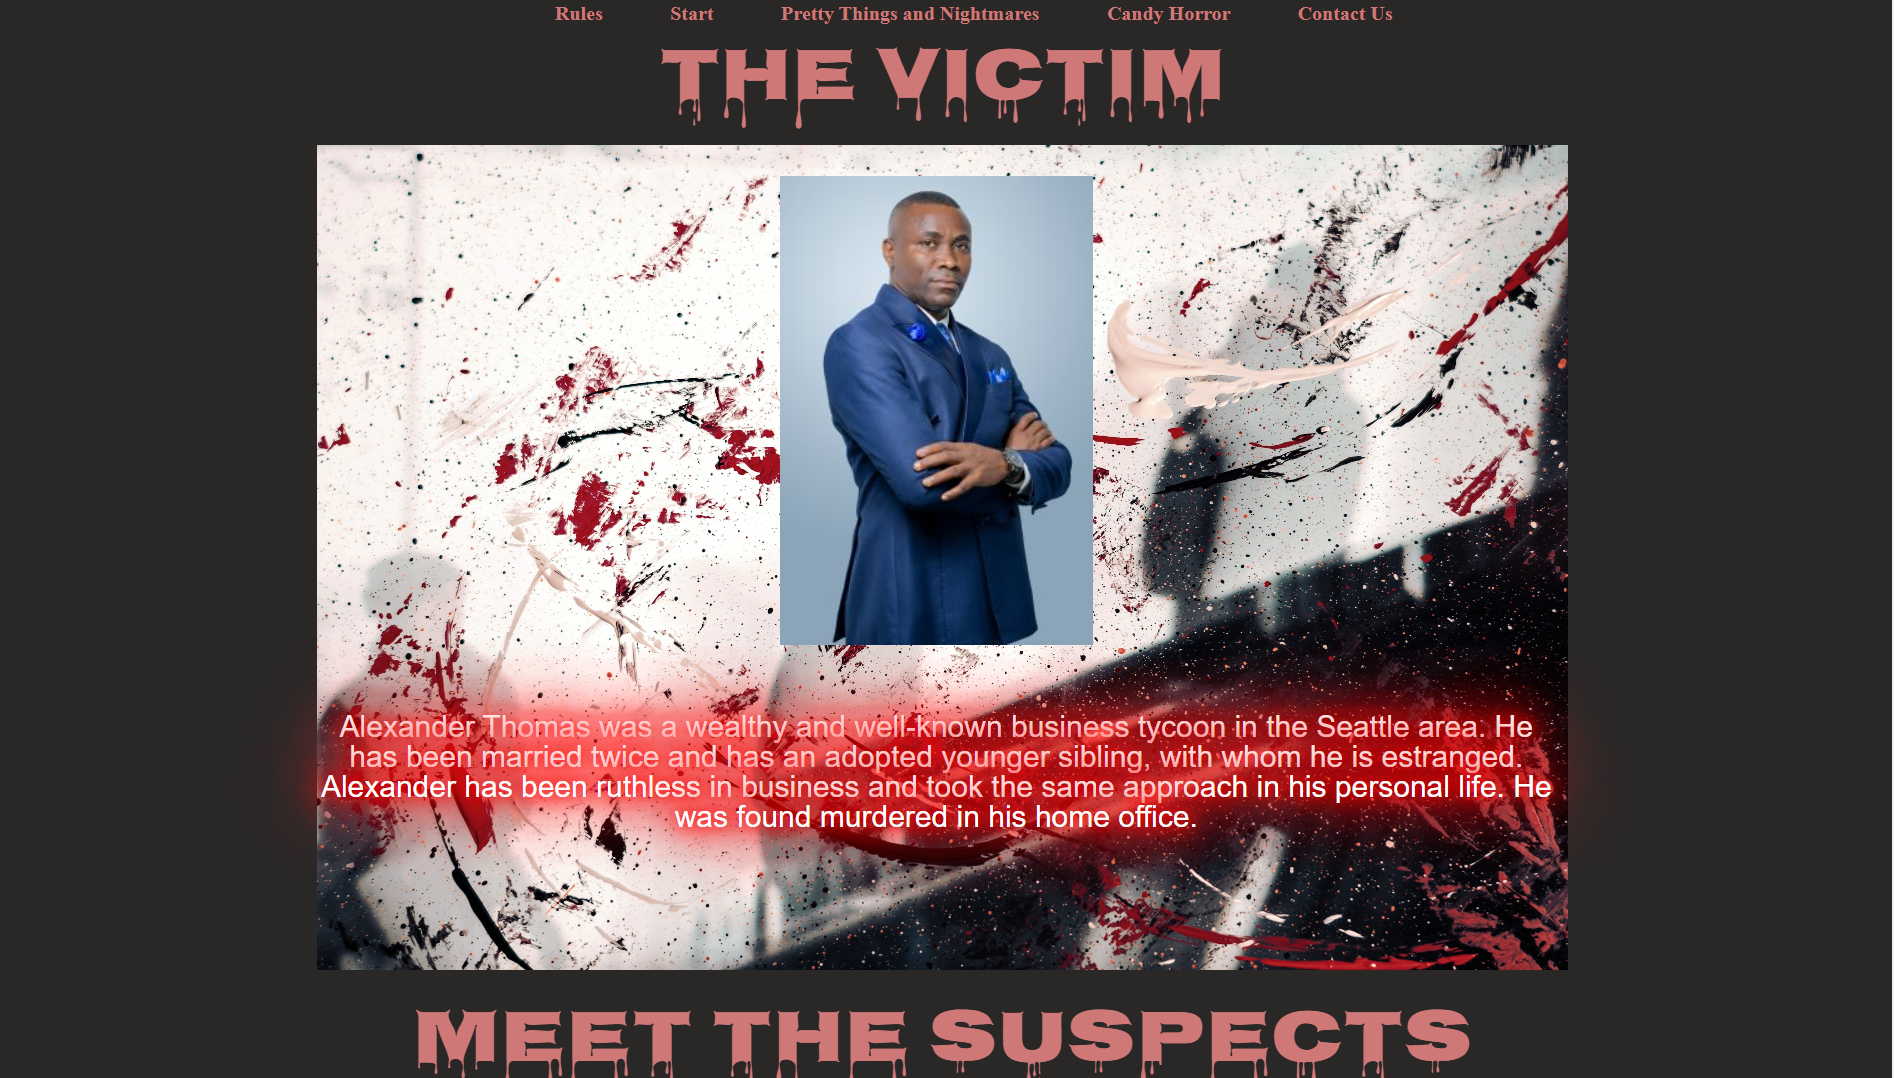 Rules Start Pretty Things and Nightmares Candy Horror Contact Us
THE VICTIM
Alexander Thomas was a wealthy and well-known business tycoon in the Seattle area. He
has been married twice and has an adopted younger sibling, with whom he is estranged.
Alexander has been ruthless in business and took the same approach in his personal life. He
was found murdered in his home office.
MEET THE SUSPECTS